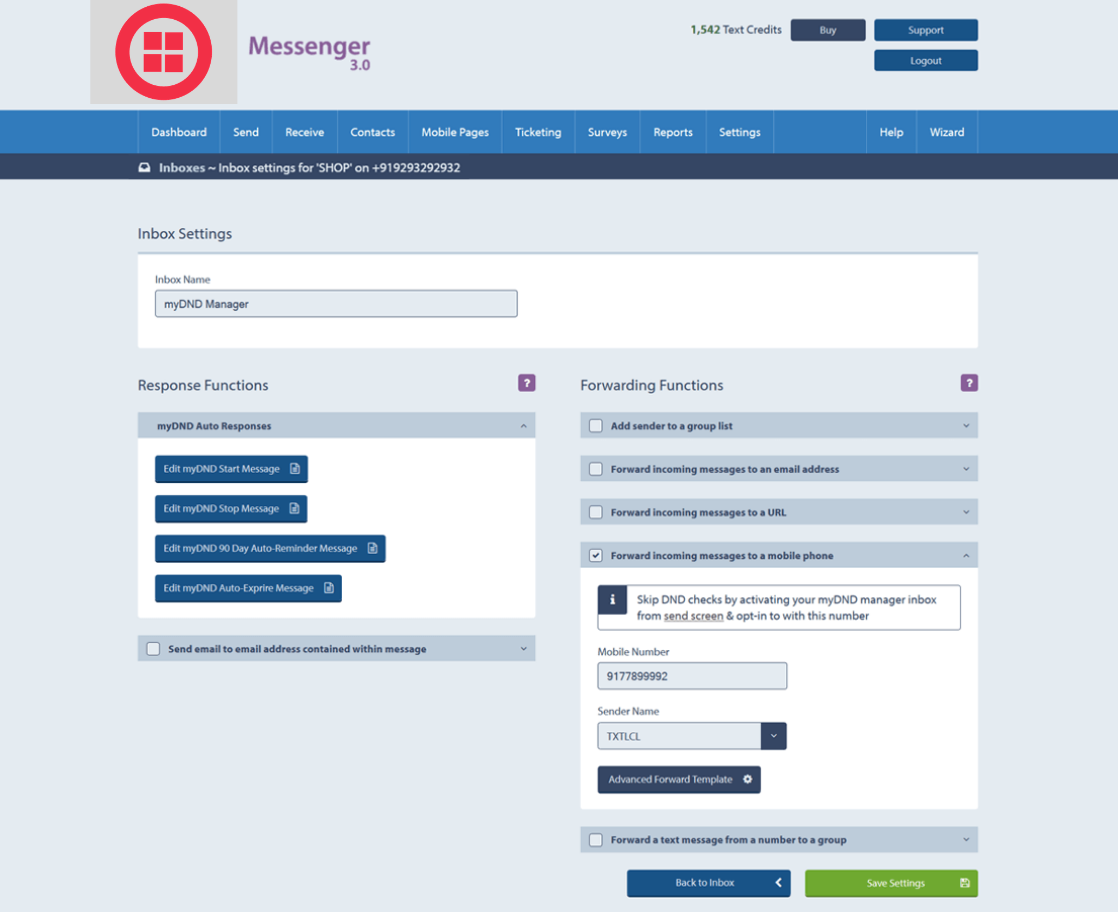 Messenger
3.0
1,542 Text Credits
Buy
Support
Logout
Dashboard
Send
Receive
Contacts
Mobile Pages
Ticketing
Surveys
Reports
Settings
Help
Wizard
Inboxes ~ Inbox settings for 'SHOP' on +919293292932
Inbox Settings
Inbox Name
myDND Manager
Response Functions
?
myDND Auto Responses
Edit myDND Start Message
Edit myDND Stop Message
Edit myDND 90 Day Auto-Reminder Message
Edit myDND Auto-Exprire Message
Send email to email address contained within message
Forwarding Functions
?
Add sender to a group list
Forward incoming messages to an email address
Forward incoming messages to a URL
Forward incoming messages to a mobile phone
i
Skip DND checks by activating your myDND manager inbox
from send screen & opt-in to with this number
Mobile Number
9177899992
Sender Name
TXTLCL
Advanced Forward Template
Forward a text message from a number to a group
Back to Inbox
Save Settings